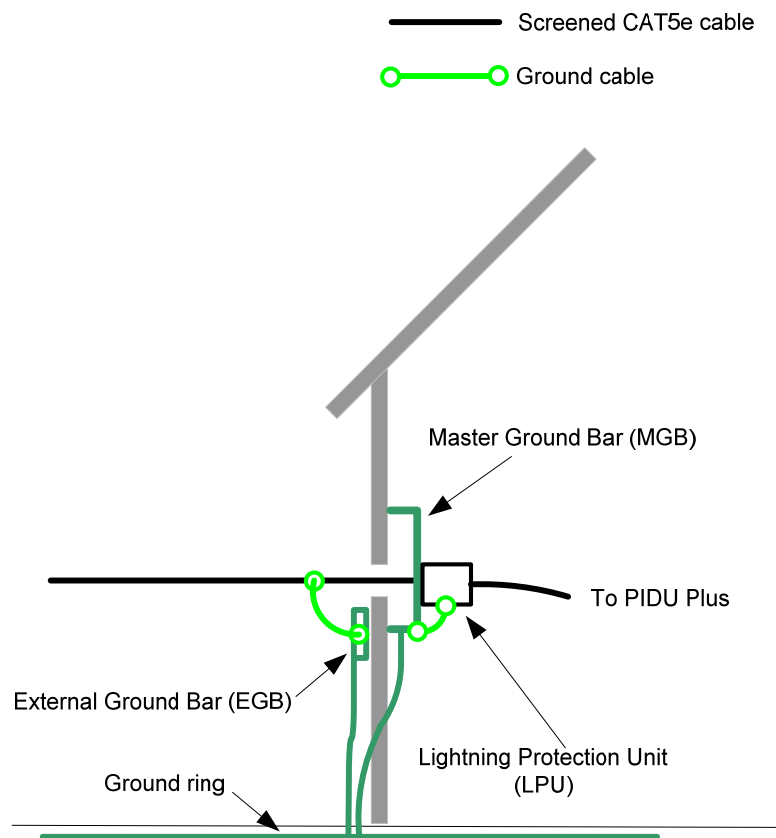 Screened CAT5e cable
Ground cable
Master Ground Bar (MGB)
To PIDU Plus
External Ground Bar (EGB)
Lightning Protection Unit
(LPU)
Ground ring